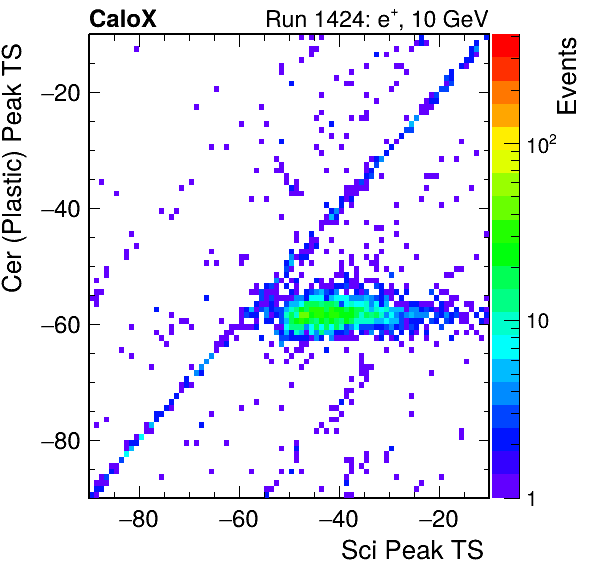 CaloX Run 1424: e+, 10 GeV
Cer (Plastic) Peak TS
−20
−40
−60
−80
−80 −60 −40 −20
Sci Peak TS
Events
10²
10
1